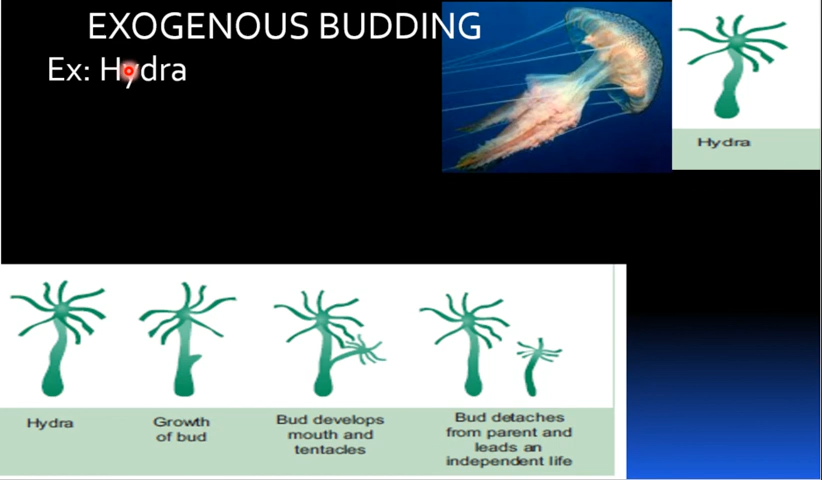 EXOGENOUS BUDDING
Ex: Hydra
Hydra
Hydra
Growth
of bud
Bud develops
mouth and
tentacles
Bud detaches
from parent and
leads an
independent life